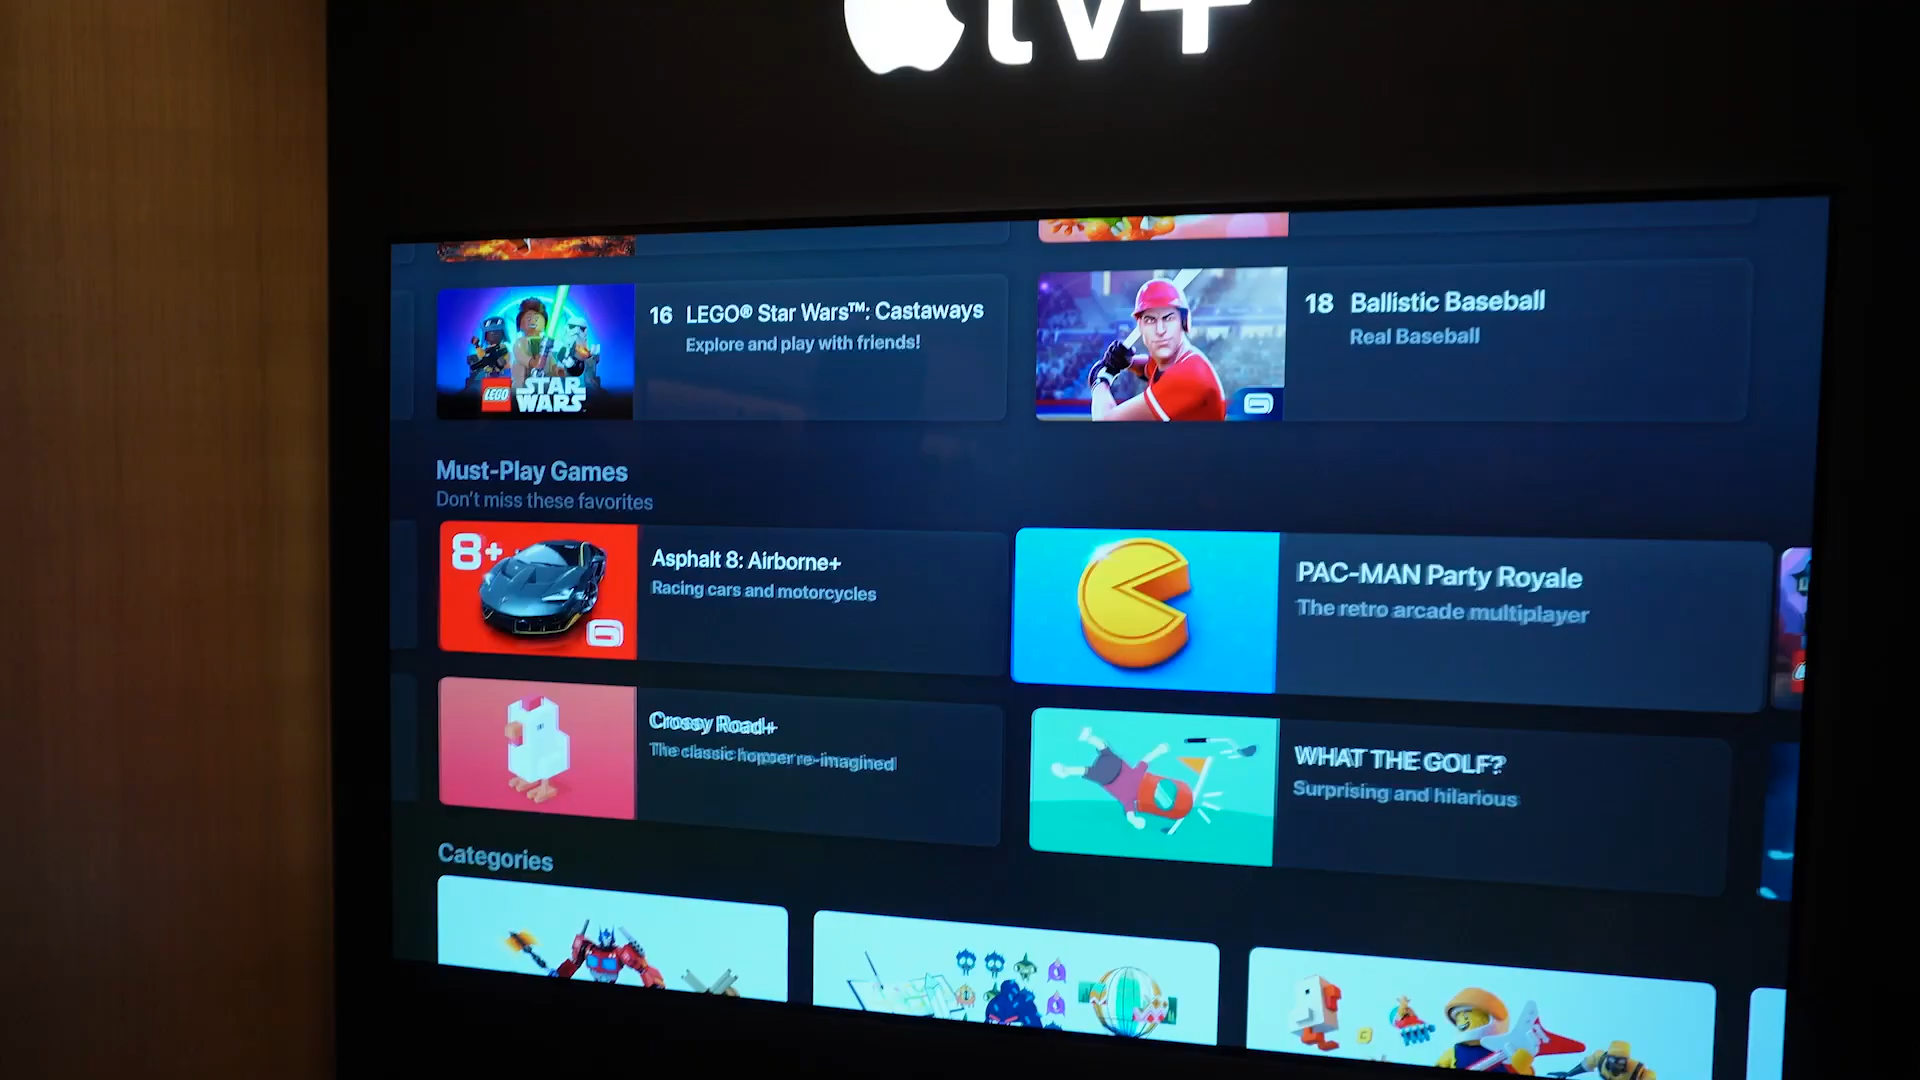 tv+
16 LEGO® Star Wars™: Castaways
Explore and play with friends!
LEGO
STAR
WARS
18 Ballistic Baseball
Real Baseball
Must-Play Games
Don't miss these favorites
8+
Asphalt 8: Airborne+
Racing cars and motorcycles
PAC-MAN Party Royale
The retro arcade multiplayer
Crossy Road+
The classic hopper re-imagined
WHAT THE GOLF?
Surprising and hilarious
Categories